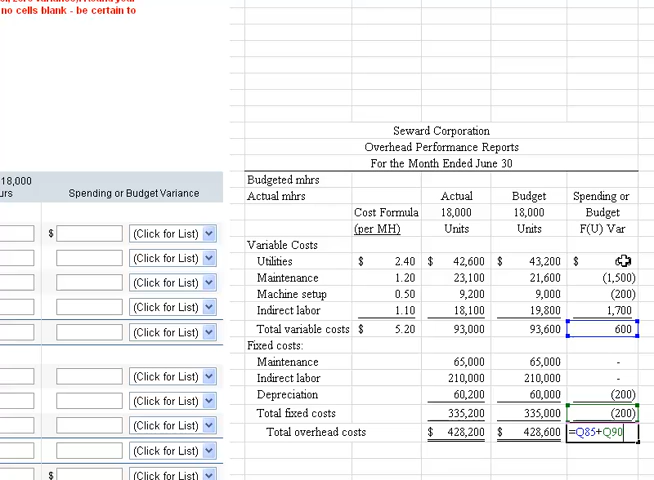 no cells blank - be certain to
18,000
urs Spending or Budget Variance
$ (Click for List)
(Click for List)
(Click for List)
(Click for List)
(Click for List)
(Click for List)
(Click for List)
(Click for List)
(Click for List)
$ (Click for List)
Seward Corporation
Overhead Performance Reports
For the Month Ended June 30
Budgeted mhrs
Actual mhrs Actual Budget Spending or
Cost Formula 18,000 18,000 Budget
(per MH) Units Units F(U) Var
Variable Costs
Utilities $ 2.40 $ 42,600 $ 43,200 $
Maintenance 1.20 23,100 21,600 (1,500)
Machine setup 0.50 9,200 9,000 (200)
Indirect labor 1.10 18,100 19,800 1,700
Total variable costs $ 5.20 93,000 93,600 600
Fixed costs:
Maintenance 65,000 65,000 -
Indirect labor 210,000 210,000 -
Depreciation 60,200 60,000 (200)
Total fixed costs 335,200 335,000 (200)
Total overhead costs $ 428,200 $ 428,600 =Q85+Q90